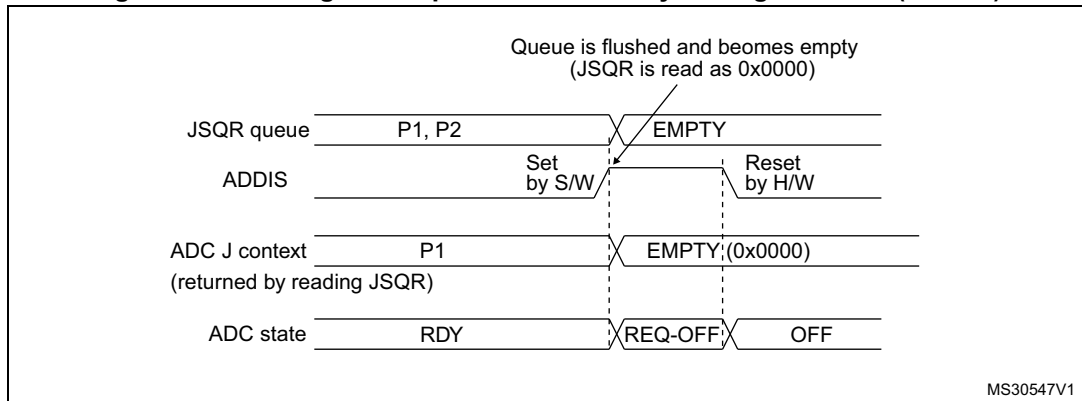 Queue is flushed and beomes empty
(JSQR is read as 0x0000)
JSQR queue P1, P2 EMPTY
Set Reset
ADDIS by S/W by H/W
ADC J context P1 EMPTY (0x0000)
(returned by reading JSQR)
ADC state RDY REQ-OFF OFF
MS30547V1